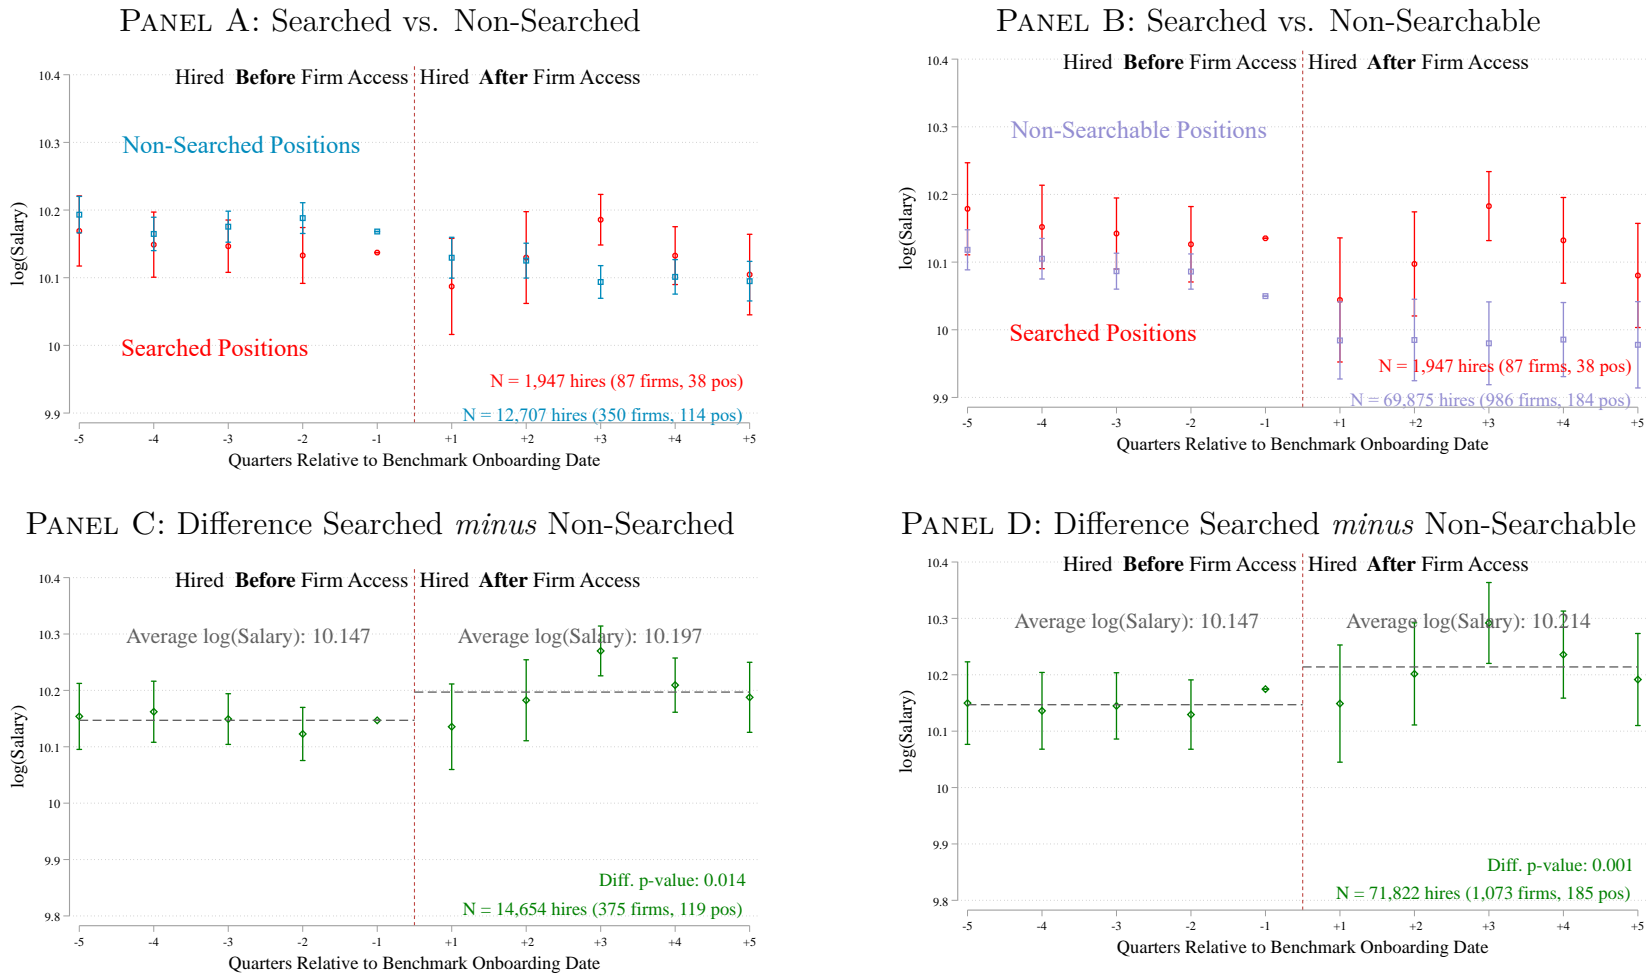 PANEL A: Searched vs. Non-Searched
Hired Before Firm Access
Hired After Firm Access
Non-Searched Positions
Searched Positions
N = 1,947 hires (87 firms, 38 pos)
N = 12,707 hires (350 firms, 114 pos)
log(Salary)
10.4
10.3
10.2
10.1
10
9.9
-5 -4 -3 -2 -1 +1 +2 +3 +4 +5
Quarters Relative to Benchmark Onboarding Date
PANEL B: Searched vs. Non-Searchable
Hired Before Firm Access
Hired After Firm Access
Non-Searchable Positions
Searched Positions
N = 1,947 hires (87 firms, 38 pos)
N = 69,875 hires (986 firms, 184 pos)
log(Salary)
10.4
10.3
10.2
10.1
10
9.9
-5 -4 -3 -2 -1 +1 +2 +3 +4 +5
Quarters Relative to Benchmark Onboarding Date
PANEL C: Difference Searched minus Non-Searched
Hired Before Firm Access
Hired After Firm Access
Average log(Salary): 10.147
Average log(Salary): 10.197
Diff. p-value: 0.014
N = 14,654 hires (375 firms, 119 pos)
log(Salary)
10.4
10.3
10.2
10.1
10
9.9
9.8
-5 -4 -3 -2 -1 +1 +2 +3 +4 +5
Quarters Relative to Benchmark Onboarding Date
PANEL D: Difference Searched minus Non-Searchable
Hired Before Firm Access
Hired After Firm Access
Average log(Salary): 10.147
Average log(Salary): 10.214
Diff. p-value: 0.001
N = 71,822 hires (1,073 firms, 185 pos)
log(Salary)
10.4
10.3
10.2
10.1
10
9.9
9.8
-5 -4 -3 -2 -1 +1 +2 +3 +4 +5
Quarters Relative to Benchmark Onboarding Date